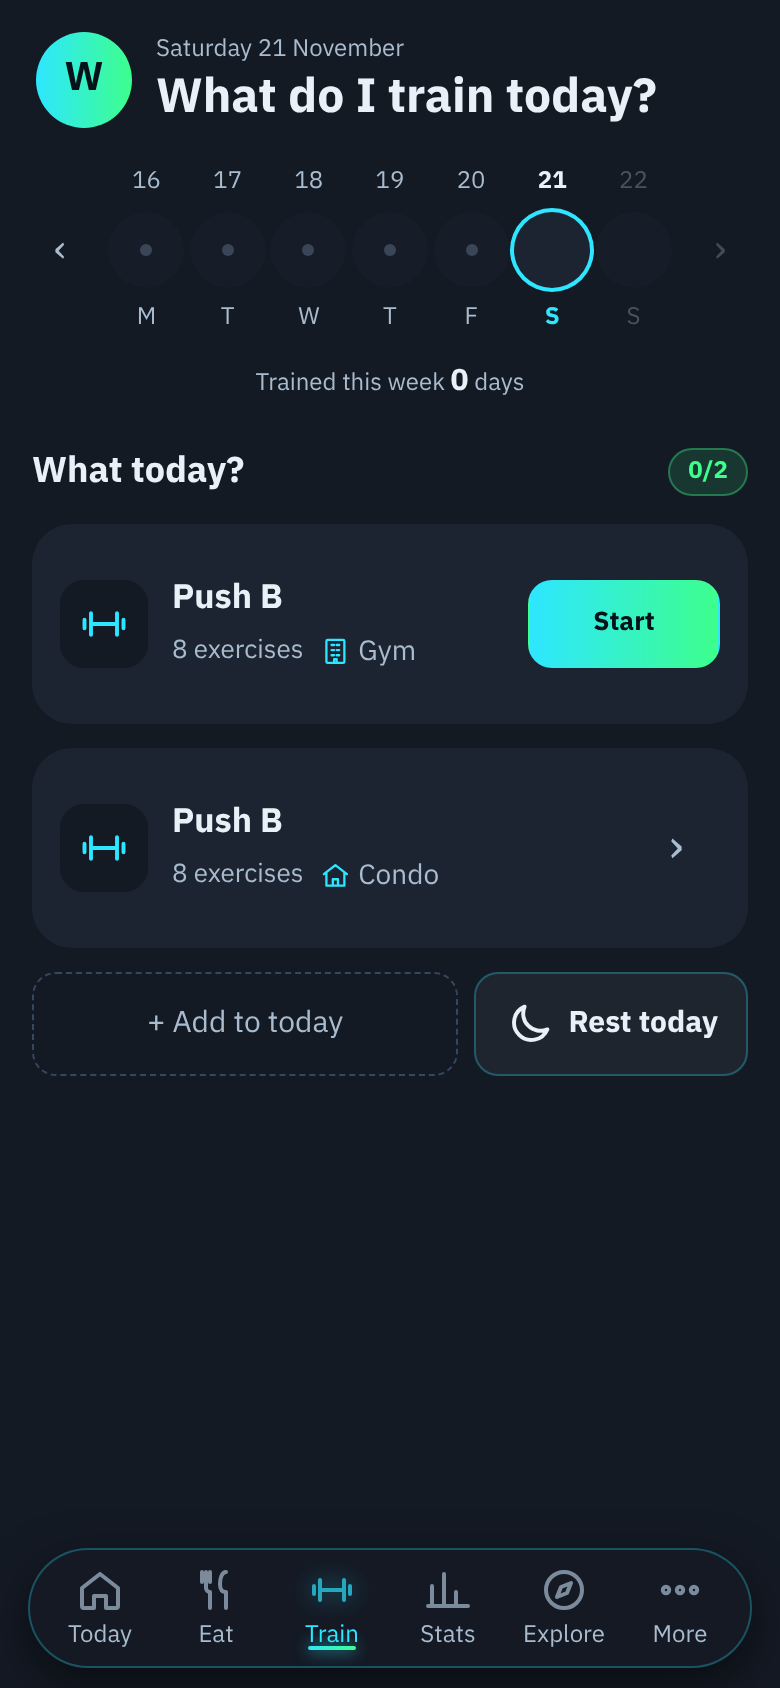 W
Saturday 21 November
What do I train today?
16 17 18 19 20 21 22
‹ ›
M T W T F S S
Trained this week 0 days
What today? 0/2
Push B
8 exercises Gym
Start
Push B
8 exercises Condo
›
+ Add to today
Rest today
Today Eat Train Stats Explore More